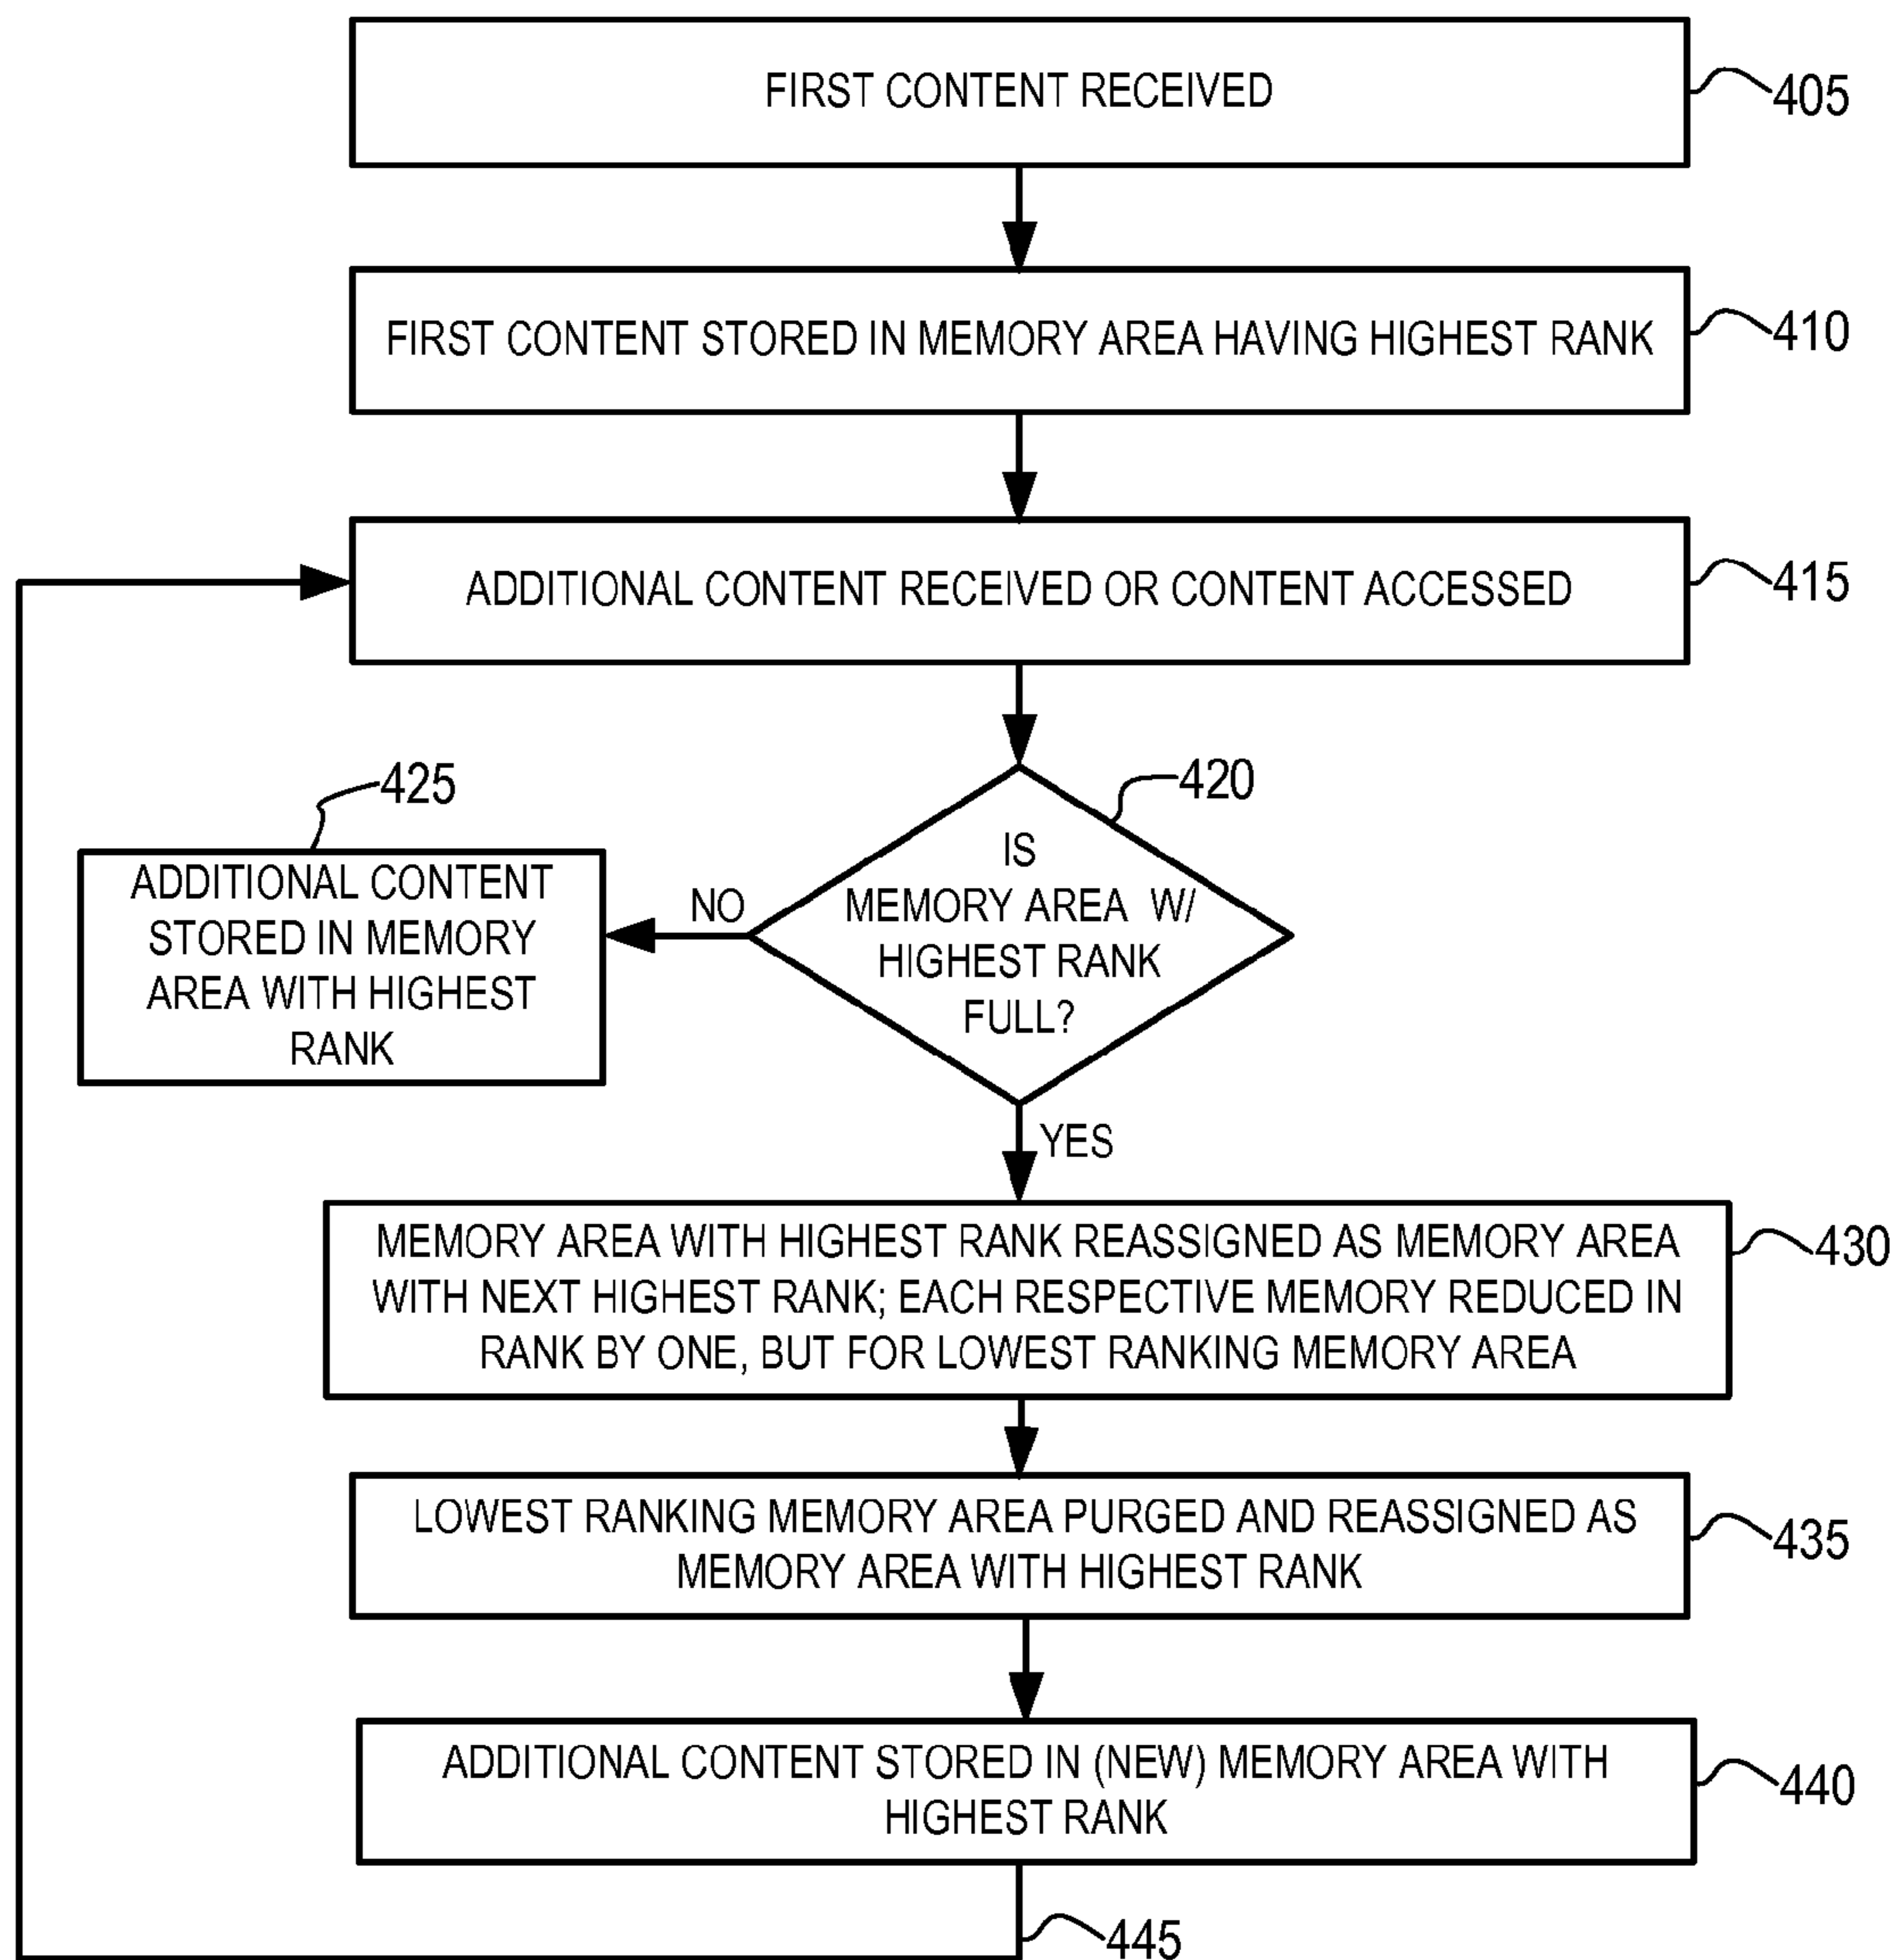 FIRST CONTENT RECEIVED
405
FIRST CONTENT STORED IN MEMORY AREA HAVING HIGHEST RANK
410
ADDITIONAL CONTENT RECEIVED OR CONTENT ACCESSED
415
420
IS
MEMORY AREA W/
HIGHEST RANK
FULL?
NO
425
ADDITIONAL CONTENT
STORED IN MEMORY
AREA WITH HIGHEST
RANK
YES
MEMORY AREA WITH HIGHEST RANK REASSIGNED AS MEMORY AREA
WITH NEXT HIGHEST RANK; EACH RESPECTIVE MEMORY REDUCED IN
RANK BY ONE, BUT FOR LOWEST RANKING MEMORY AREA
430
LOWEST RANKING MEMORY AREA PURGED AND REASSIGNED AS
MEMORY AREA WITH HIGHEST RANK
435
ADDITIONAL CONTENT STORED IN (NEW) MEMORY AREA WITH
HIGHEST RANK
440
445